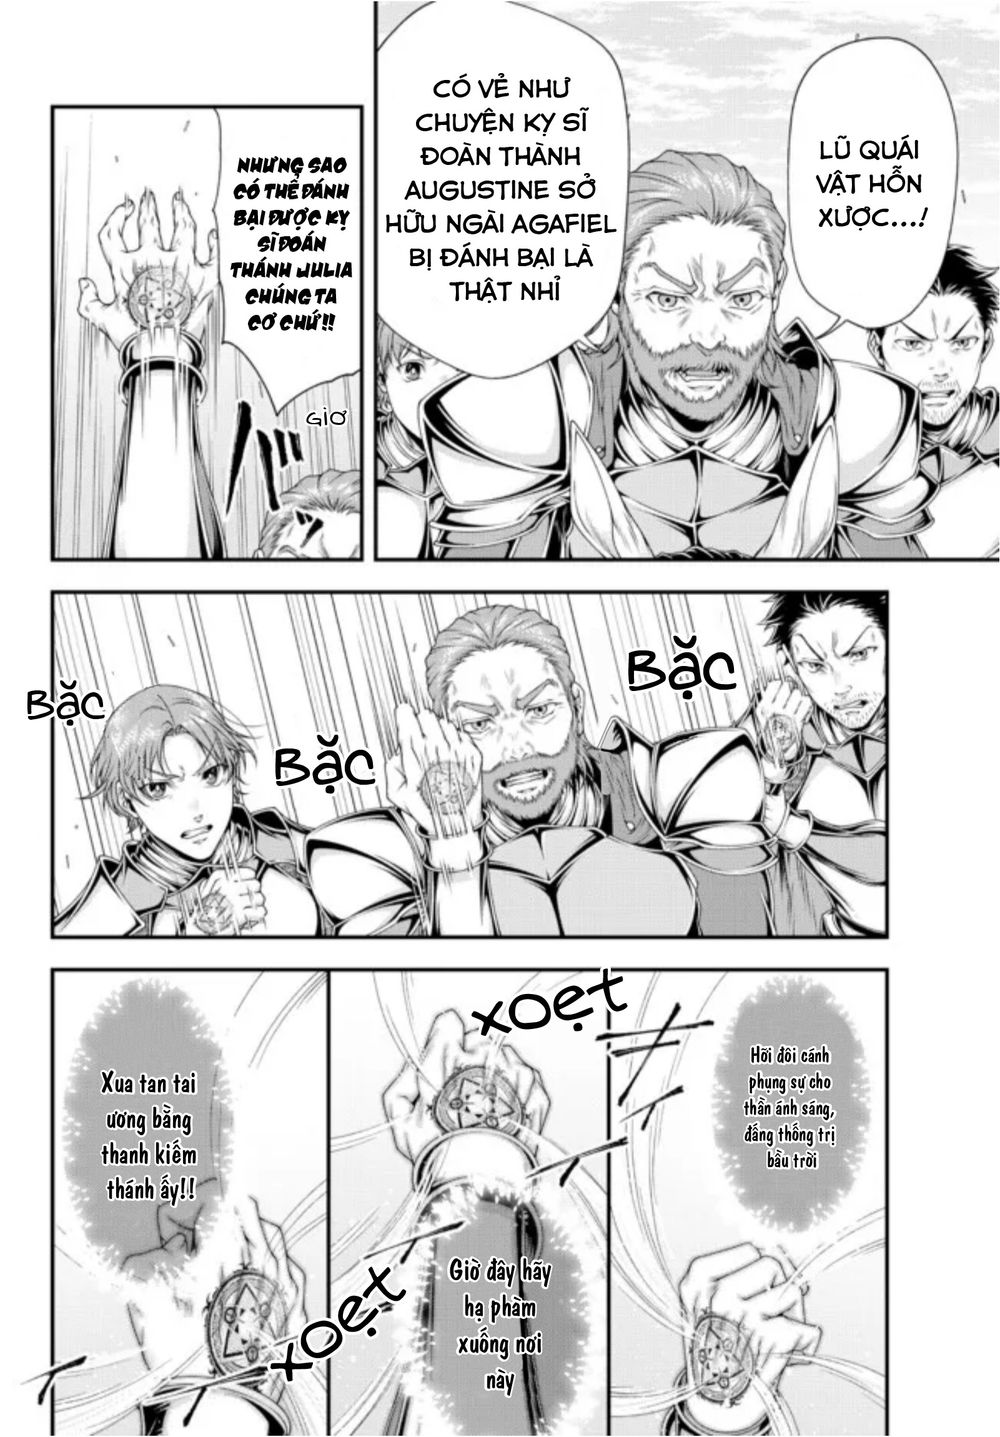 LŨ QUÁI
VẬT HỖN
XƯỢC...!
CÓ VẺ NHƯ
CHUYỆN KỴ SĨ
ĐOÀN THÀNH
AUGUSTINE SỞ
HỮU NGÀI AGAFIEL
BỊ ĐÁNH BẠI LÀ
THẬT NHỈ
NHƯNG SAO
CÓ THỂ ĐÁNH
BẠI ĐƯỢC KỴ
SĨ ĐOÁN
THÁNH JULIA
CHÚNG TA
CƠ CHỨ!!
GIƠ
BẶC
BẶC
BẶC
XOẸT
Hỡi đôi cánh
phụng sự cho
thần ánh sáng,
đấng thống trị
bầu trời
Giờ đây hãy
hạ phàm
xuống nơi
này
XOẸT
Xua tan tai
ương bằng
thanh kiếm
thánh ấy!!